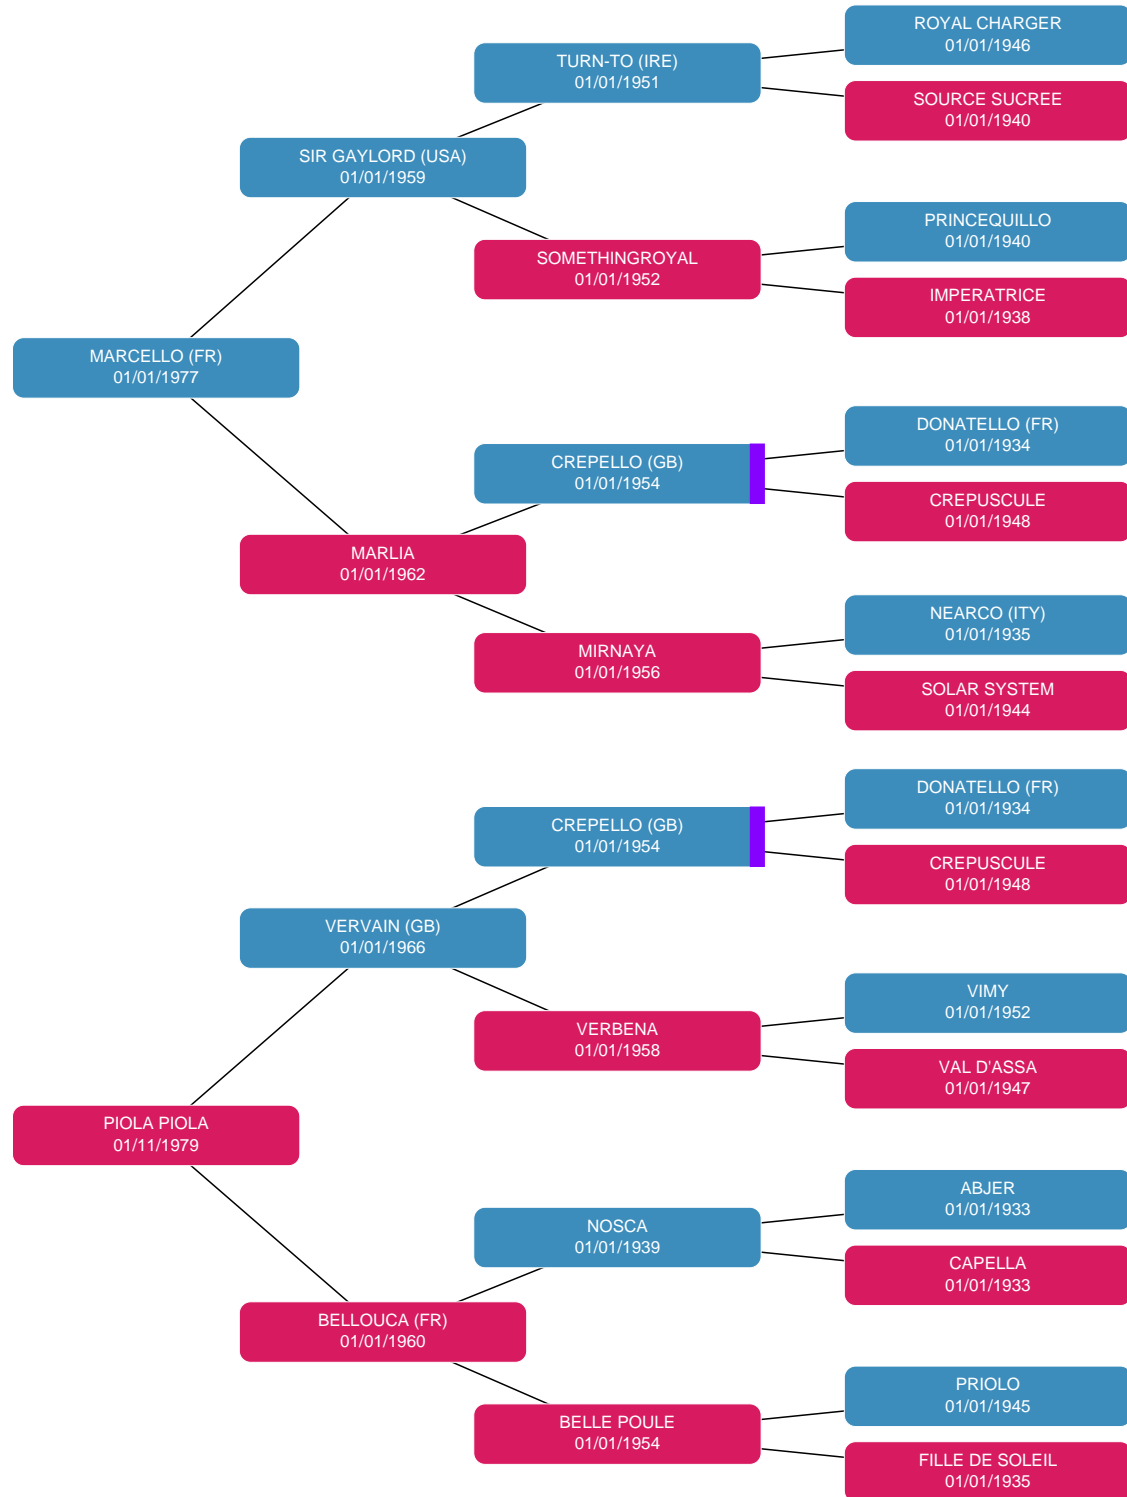 ROYAL CHARGER
01/01/1946
TURN-TO (IRE)
01/01/1951
SOURCE SUCREE
01/01/1940
SIR GAYLORD (USA)
01/01/1959
PRINCEQUILLO
01/01/1940
SOMETHINGROYAL
01/01/1952
IMPERATRICE
01/01/1938
MARCELLO (FR)
01/01/1977
DONATELLO (FR)
01/01/1934
CREPELLO (GB)
01/01/1954
CREPUSCULE
01/01/1948
MARLIA
01/01/1962
NEARCO (ITY)
01/01/1935
MIRNAYA
01/01/1956
SOLAR SYSTEM
01/01/1944
DONATELLO (FR)
01/01/1934
CREPELLO (GB)
01/01/1954
CREPUSCULE
01/01/1948
VERVAIN (GB)
01/01/1966
VIMY
01/01/1952
VERBENA
01/01/1958
VAL D'ASSA
01/01/1947
PIOLA PIOLA
01/11/1979
ABJER
01/01/1933
NOSCA
01/01/1939
CAPELLA
01/01/1933
BELLOUCA (FR)
01/01/1960
PRIOLO
01/01/1945
BELLE POULE
01/01/1954
FILLE DE SOLEIL
01/01/1935